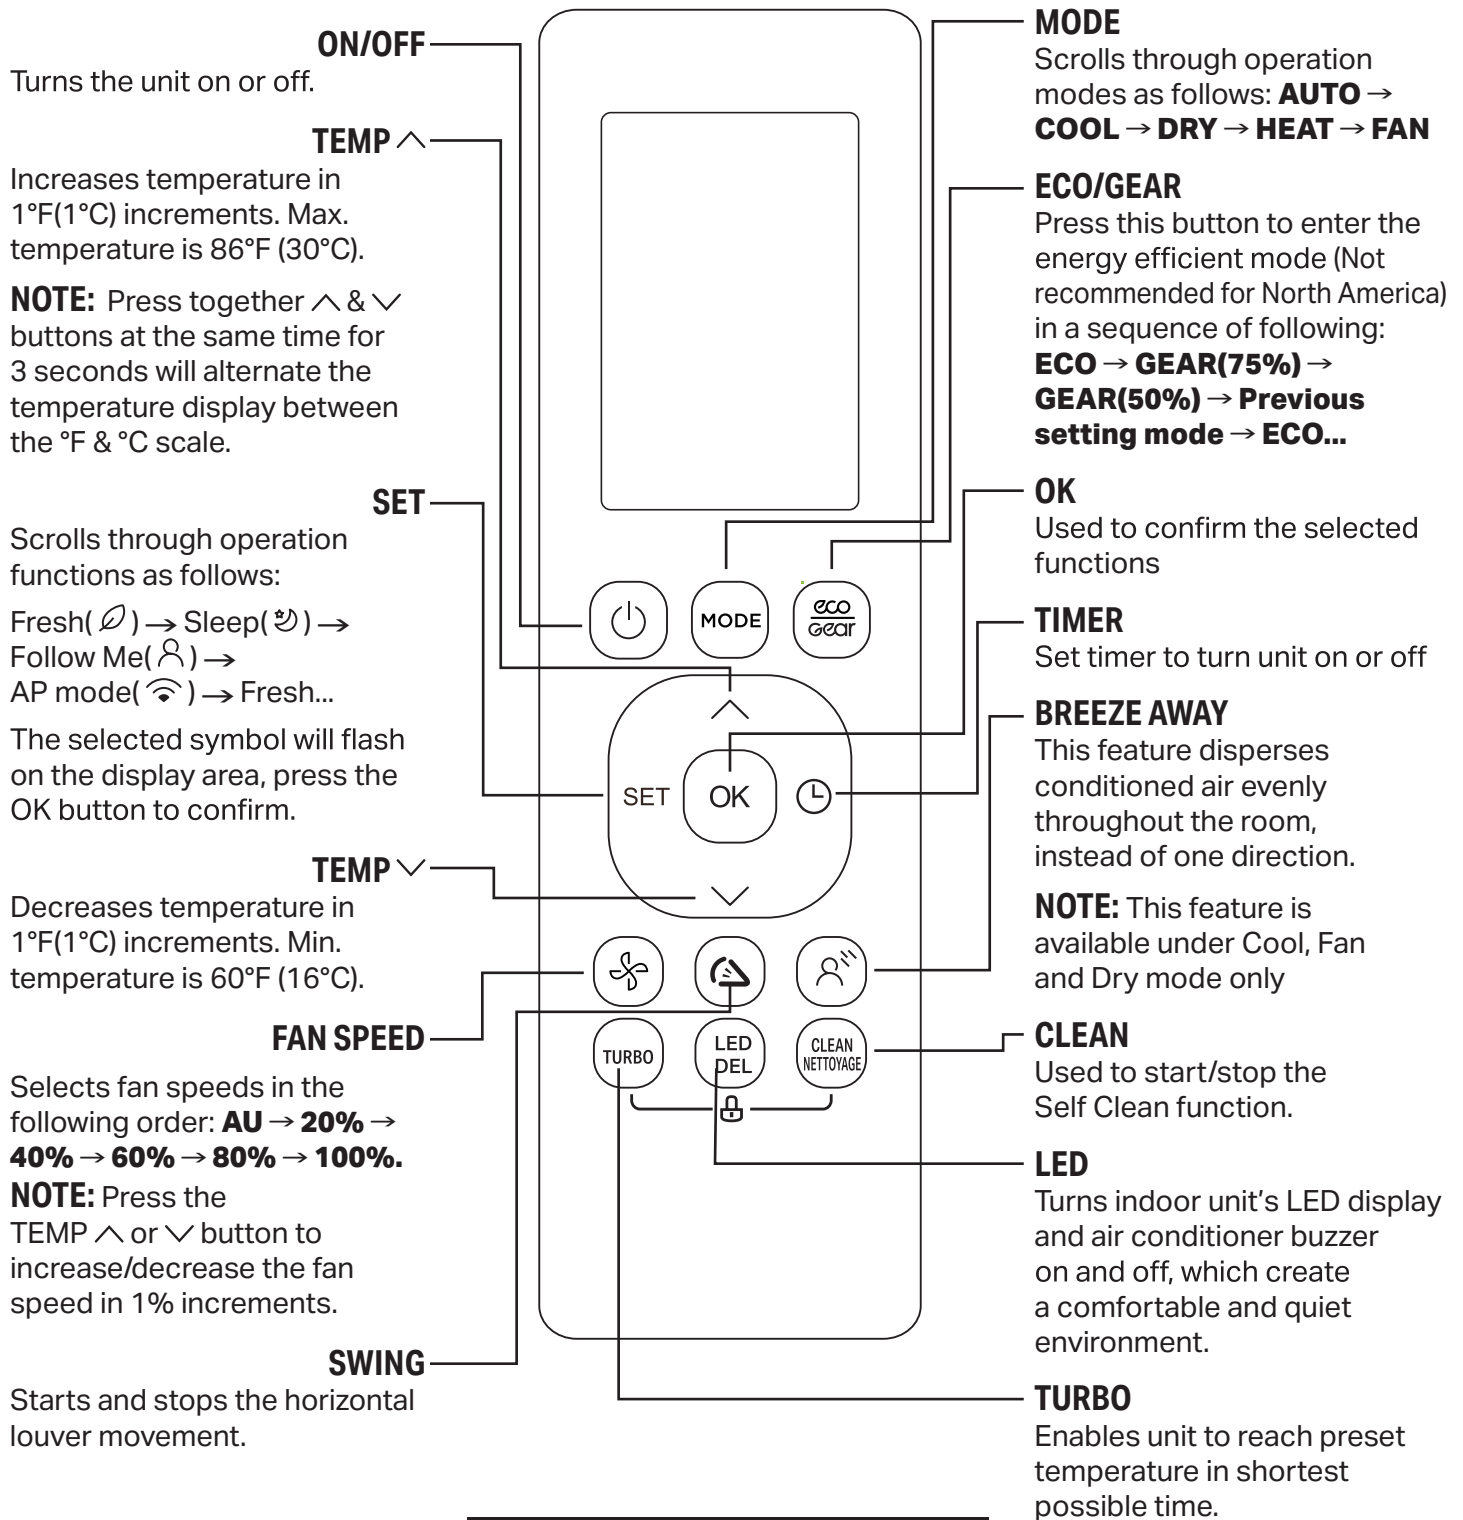 ON/OFF
Turns the unit on or off.
TEMP ︿
Increases temperature in
1°F(1°C) increments. Max.
temperature is 86°F (30°C).
NOTE: Press together ︿ & ﹀
buttons at the same time for
3 seconds will alternate the
temperature display between
the °F & °C scale.
SET
Scrolls through operation
functions as follows:
Fresh( ) → Sleep( ) →
Follow Me( ) →
AP mode( ) → Fresh...
The selected symbol will flash
on the display area, press the
OK button to confirm.
TEMP ﹀
Decreases temperature in
1°F(1°C) increments. Min.
temperature is 60°F (16°C).
FAN SPEED
Selects fan speeds in the
following order: AU → 20% →
40% → 60% → 80% → 100%.
NOTE: Press the
TEMP ︿ or ﹀ button to
increase/decrease the fan
speed in 1% increments.
SWING
Starts and stops the horizontal
louver movement.
MODE
eco
Gear
SET
OK
TURBO
LED
DEL
CLEAN
NETTOYAGE
MODE
Scrolls through operation
modes as follows: AUTO →
COOL → DRY → HEAT → FAN
ECO/GEAR
Press this button to enter the
energy efficient mode (Not
recommended for North America)
in a sequence of following:
ECO → GEAR(75%) →
GEAR(50%) → Previous
setting mode → ECO...
OK
Used to confirm the selected
functions
TIMER
Set timer to turn unit on or off
BREEZE AWAY
This feature disperses
conditioned air evenly
throughout the room,
instead of one direction.
NOTE: This feature is
available under Cool, Fan
and Dry mode only
CLEAN
Used to start/stop the
Self Clean function.
LED
Turns indoor unit's LED display
and air conditioner buzzer
on and off, which create
a comfortable and quiet
environment.
TURBO
Enables unit to reach preset
temperature in shortest
possible time.